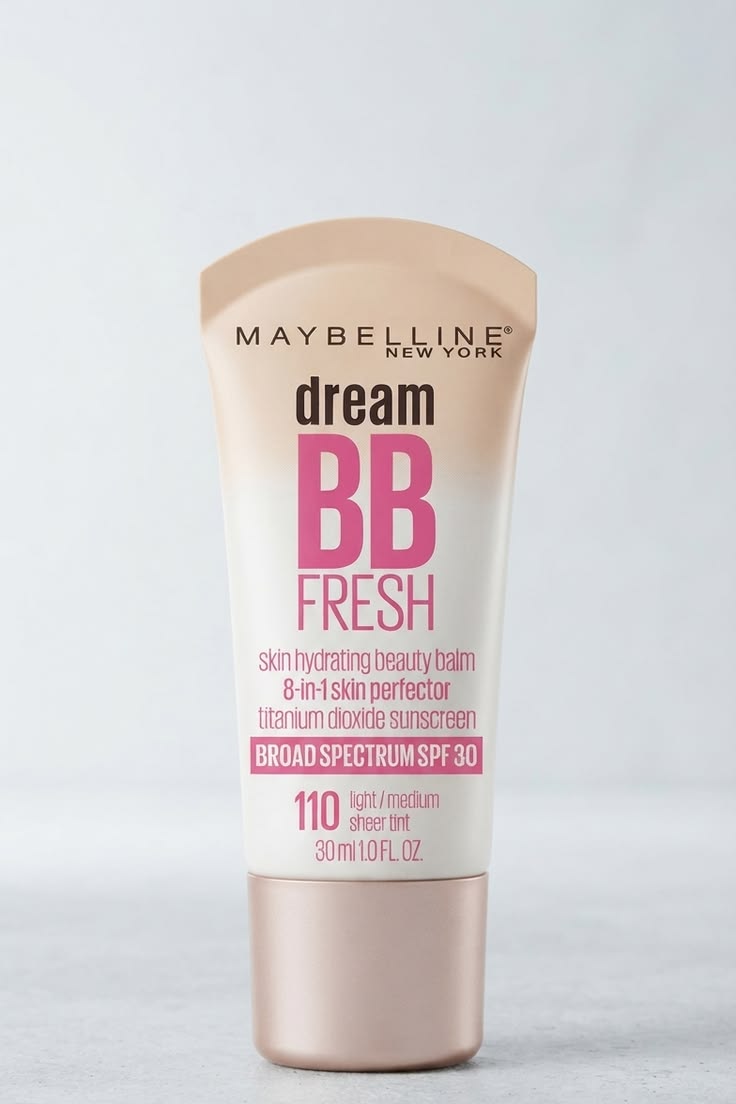 MAYBELLINE®
NEW YORK
dream
BB
FRESH
skin hydrating beauty balm
8-in-1 skin perfector
titanium dioxide sunscreen
BROAD SPECTRUM SPF 30
110 light / medium
sheer tint
30 ml 1.0 FL. OZ.